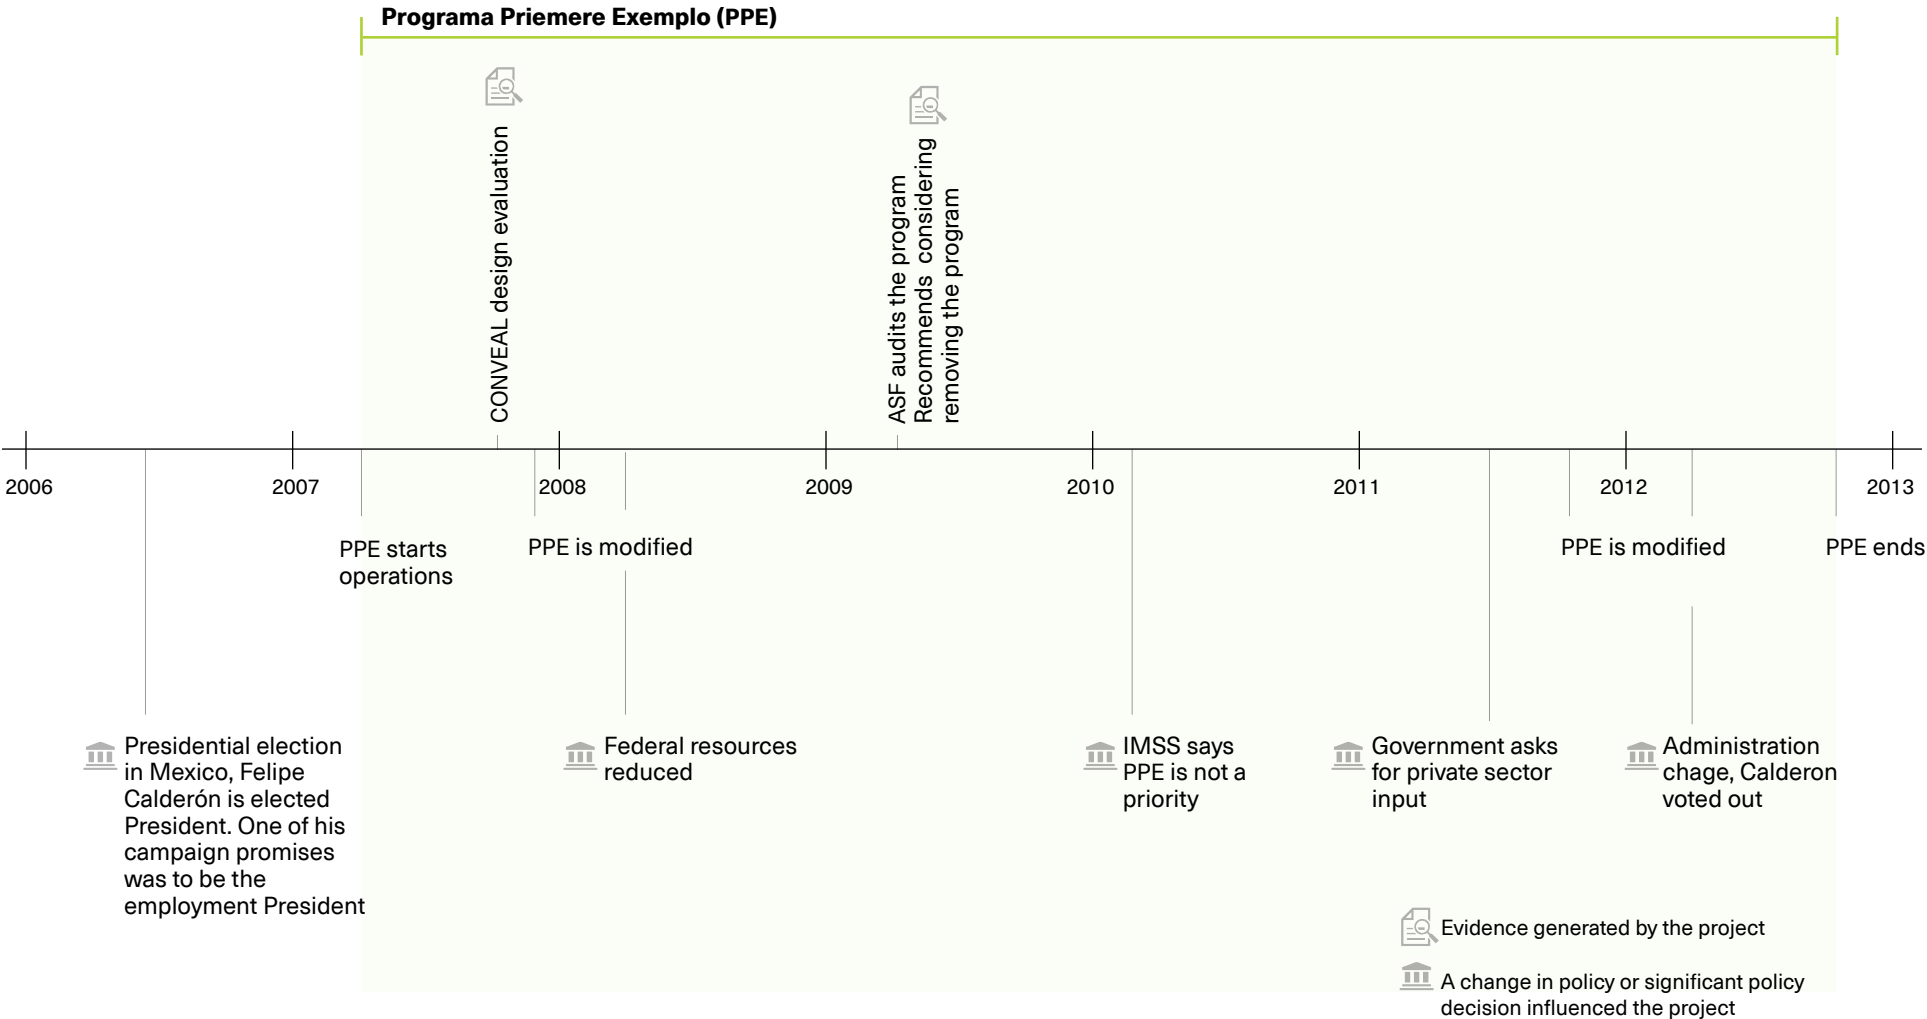 Programa Priemere Exemplo (PPE)
CONVEAL design evaluation
ASF audits the program
Recommends considering
removing the program
2006
2007
2008
2009
2010
2011
2012
2013
PPE starts
operations
PPE is modified
PPE is modified
PPE ends
Presidential election
in Mexico, Felipe
Calderón is elected
President. One of his
campaign promises
was to be the
employment President
Federal resources
reduced
IMSS says
PPE is not a
priority
Government asks
for private sector
input
Administration
chage, Calderon
voted out
Evidence generated by the project
A change in policy or significant policy
decision influenced the project